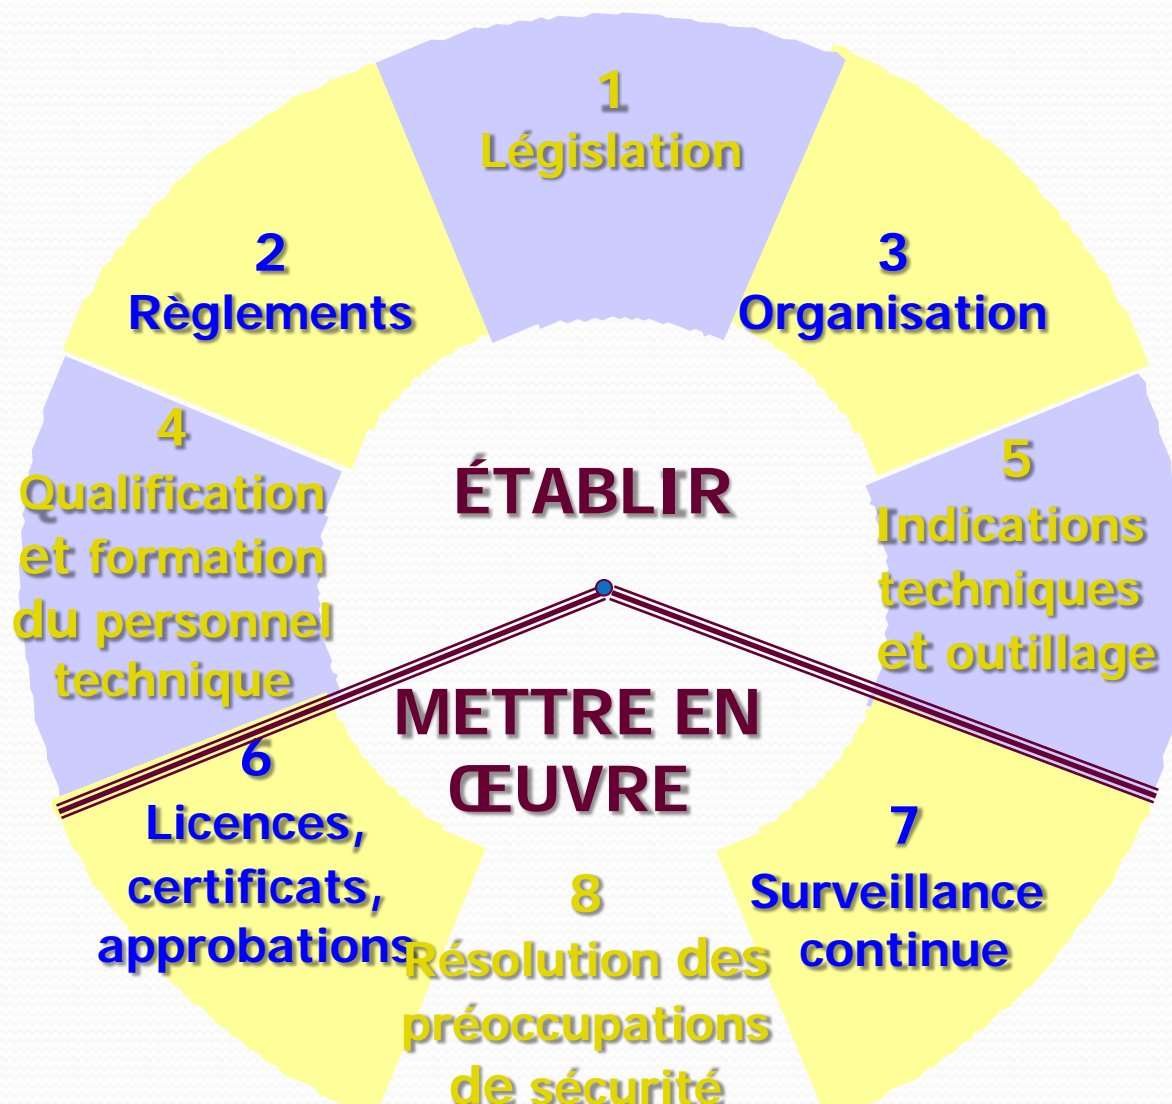 1
Législation
2
Règlements
3
Organisation
4
Qualification
et formation
du personnel
technique
ÉTABLIR
5
Indications
techniques
et outillage
METTRE EN
ŒUVRE
6
Licences,
certificats,
approbations
7
Surveillance
continue
8
Résolution des
préoccupations
de sécurité